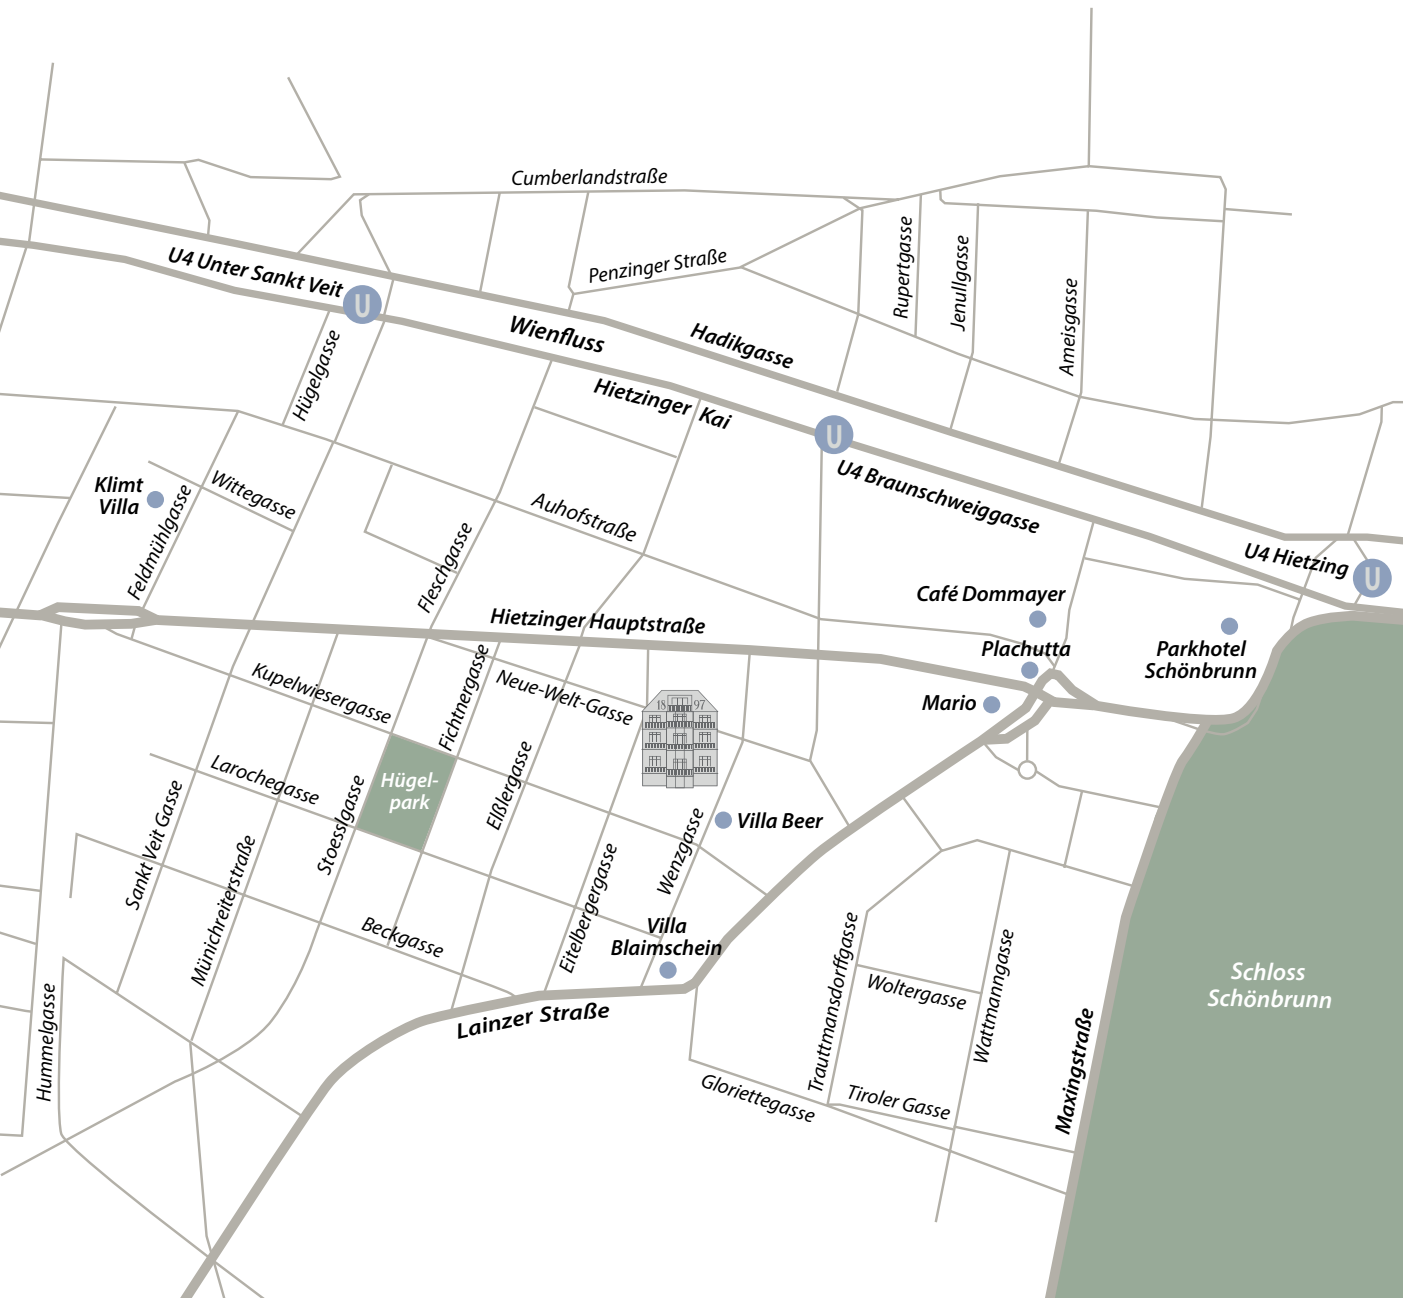 Cumberlandstraße
Penzinger Straße
Rupertgasse
Jenullgasse
Ameisgasse
U4 Unter Sankt Veit
U
Wienfluss
Hadikgasse
Hügelgasse
Hietzinger Kai
U
U4 Braunschweiggasse
U4 Hietzing
U
Klimt
Villa
Wittegasse
Feldmühlgasse
Auhofstraße
Fleschgasse
Café Dommayer
Hietzinger Hauptstraße
Plachutta
Parkhotel
Schönbrunn
Mario
Kupelwiesergasse
Fichtnergasse
Neue-Welt-Gasse
18 97
Larochegasse
Hügel-
park
Elßlergasse
Stoesslgasse
Sankt Veit Gasse
Villa Beer
Wenzgasse
Münichreiterstraße
Eitelbergergasse
Beckgasse
Villa
Blaimschein
Trauttmansdorffgasse
Woltergasse
Wattmanngasse
Schloss
Schönbrunn
Hummelgasse
Lainzer Straße
Maxingstraße
Gloriettegasse
Tiroler Gasse